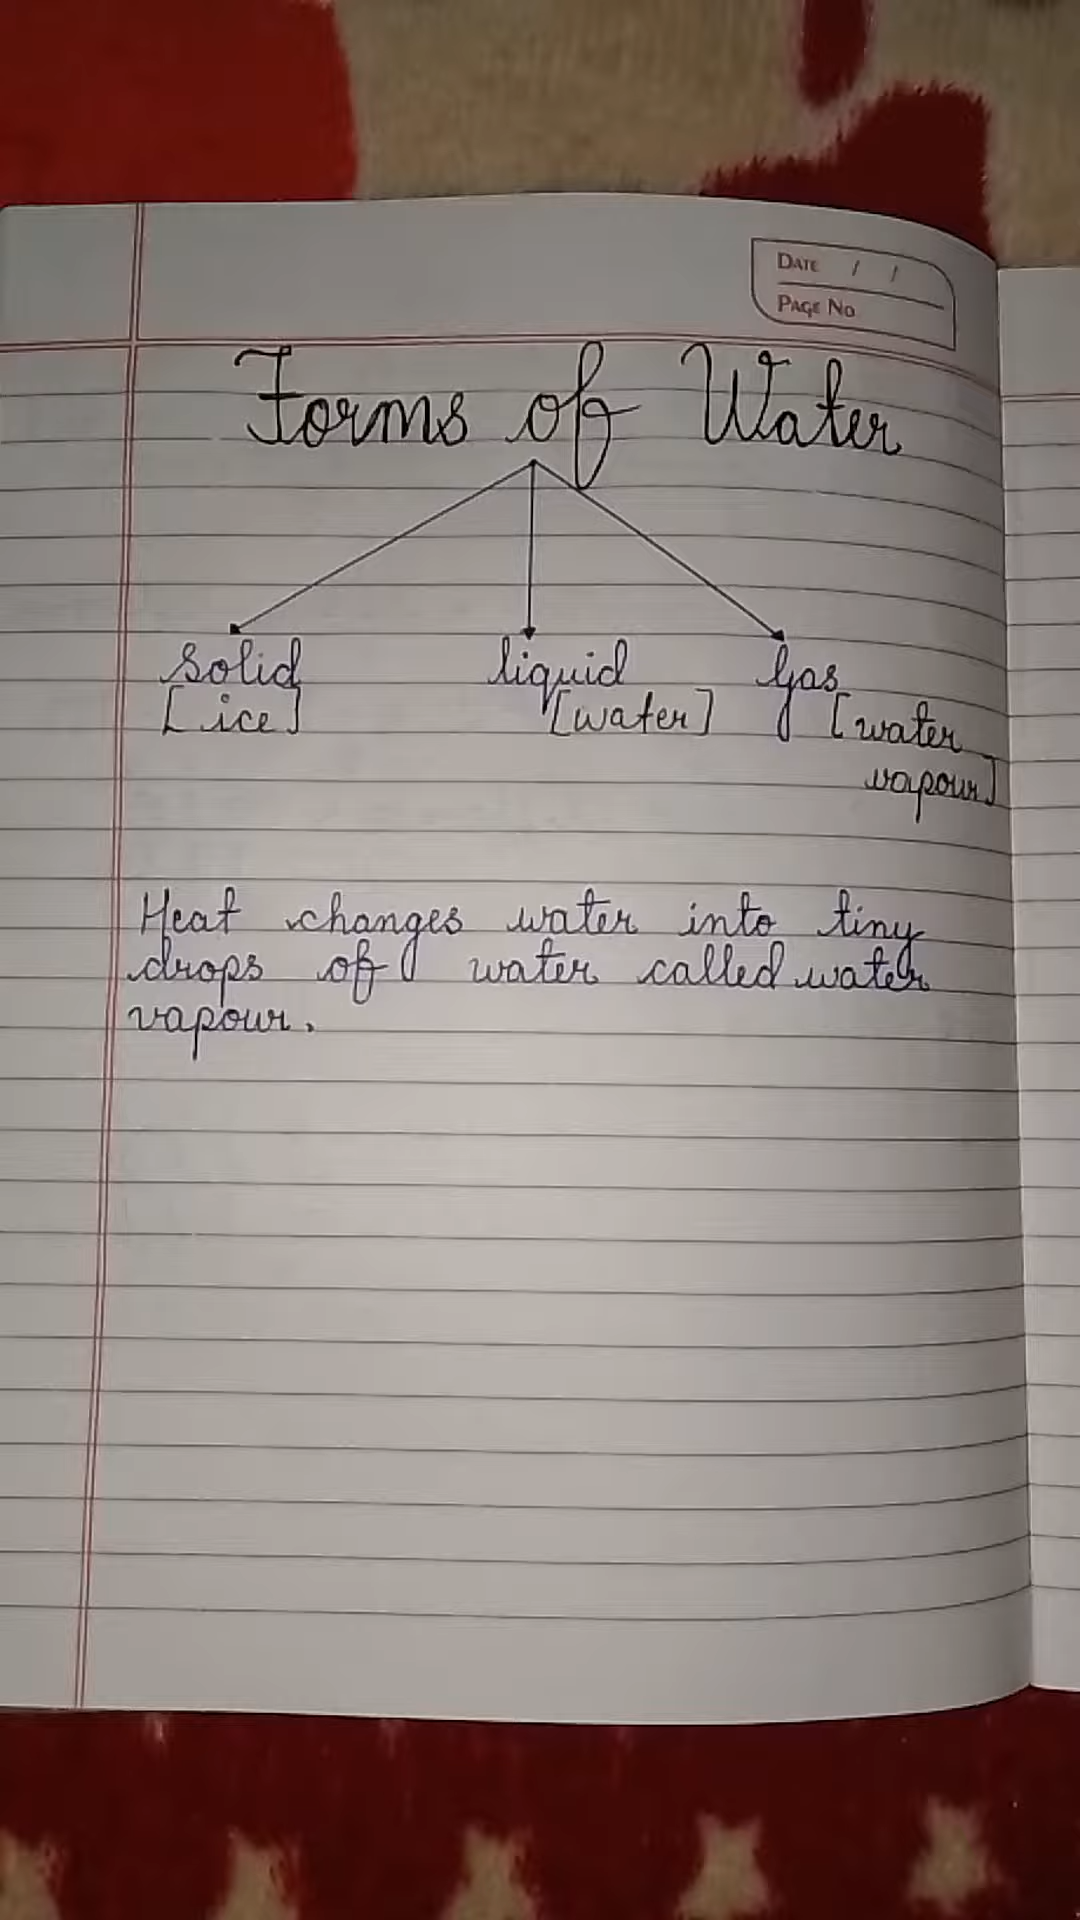 DATE / /
PAGE NO
Forms of Water
solid liquid gas
[ice] [water] [water
vapour]
Heat changes water into tiny
drops of water called water
vapour.